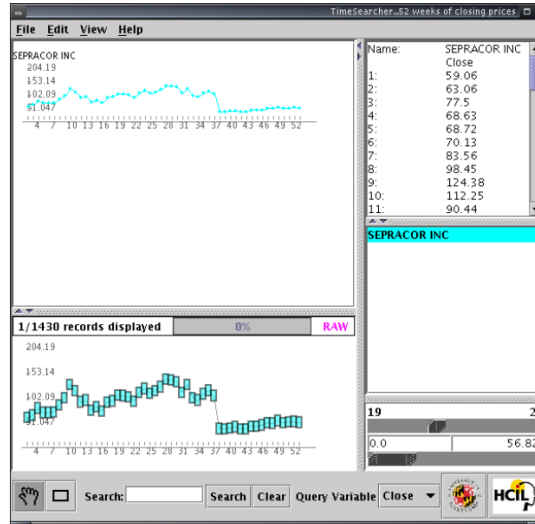 TimeSearcher..52 weeks of closing prices
File Edit View Help
SEPRACOR INC
204.19
153.14
102.09
51.047
4 7 10 13 16 19 22 25 28 31 34 37 40 43 46 49 52
Name: SEPRACOR INC
Close
1: 59.06
2: 63.06
3: 77.5
4: 68.63
5: 68.72
6: 70.13
7: 83.56
8: 98.45
9: 124.38
10: 112.25
11: 90.44
SEPRACOR INC
1/1430 records displayed 0% RAW
204.19
153.14
102.09
51.047
4 7 10 13 16 19 22 25 28 31 34 37 40 43 46 49 52
19 2
0.0 56.82
Search: Search Clear Query Variable Close
HCIL